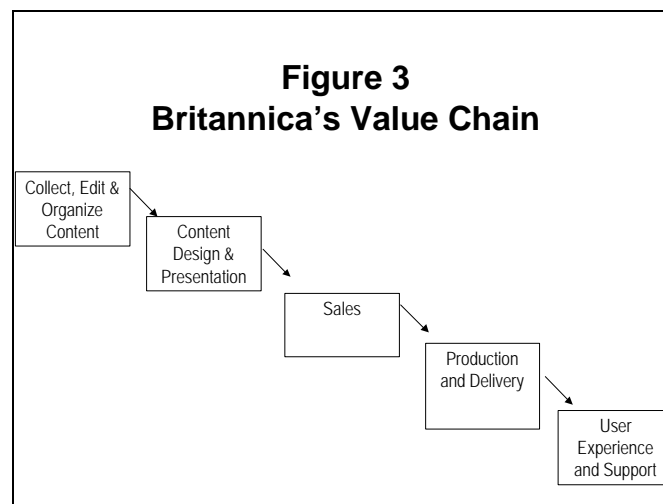 Figure 3
Britannica’s Value Chain
Collect, Edit &
Organize
Content
Content
Design &
Presentation
Sales
Production
and Delivery
User
Experience
and Support